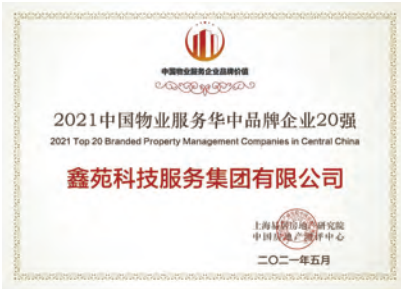 中国物业服务企业品牌价值
2021中国物业服务华中品牌企业20强
2021 Top 20 Branded Property Management Companies in Central China
鑫苑科技服务集团有限公司
上海易居房地产研究院
中国房地产测评中心
二〇二一年五月